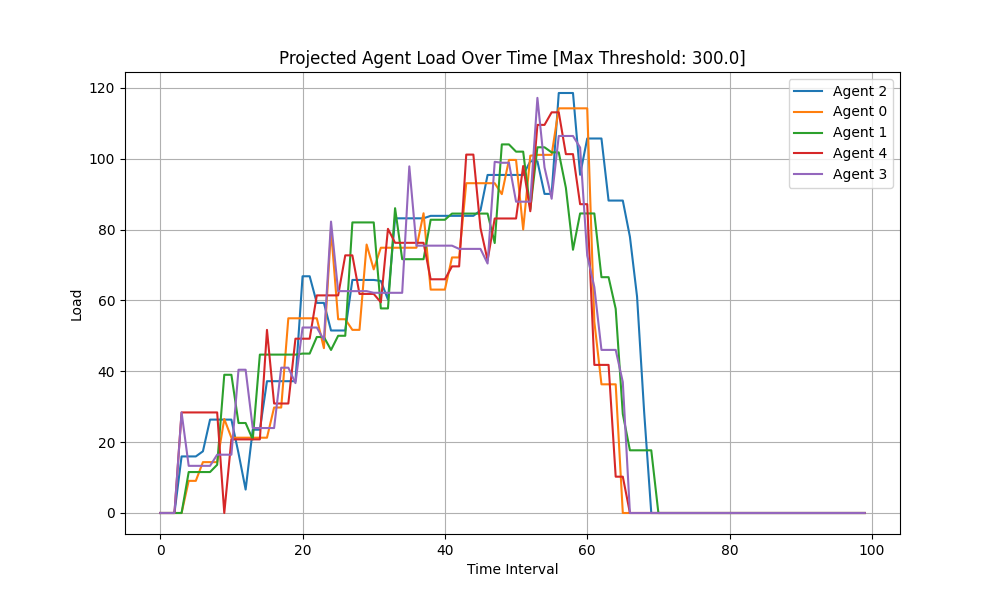 Projected Agent Load Over Time [Max Threshold: 300.0]
120
100
80
60
40
20
0
Load
0 20 40 60 80 100
Time Interval
Agent 2
Agent 0
Agent 1
Agent 4
Agent 3